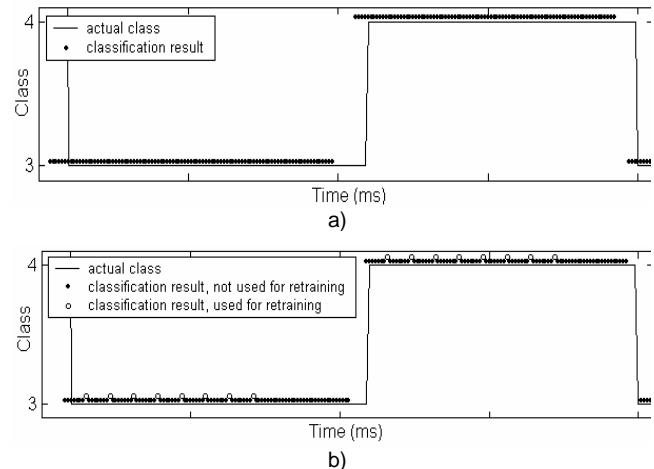 4
actual class
classification result
Class
3
Time (ms)
a)
4
actual class
classification result, not used for retraining
classification result, used for retraining
Class
3
Time (ms)
b)